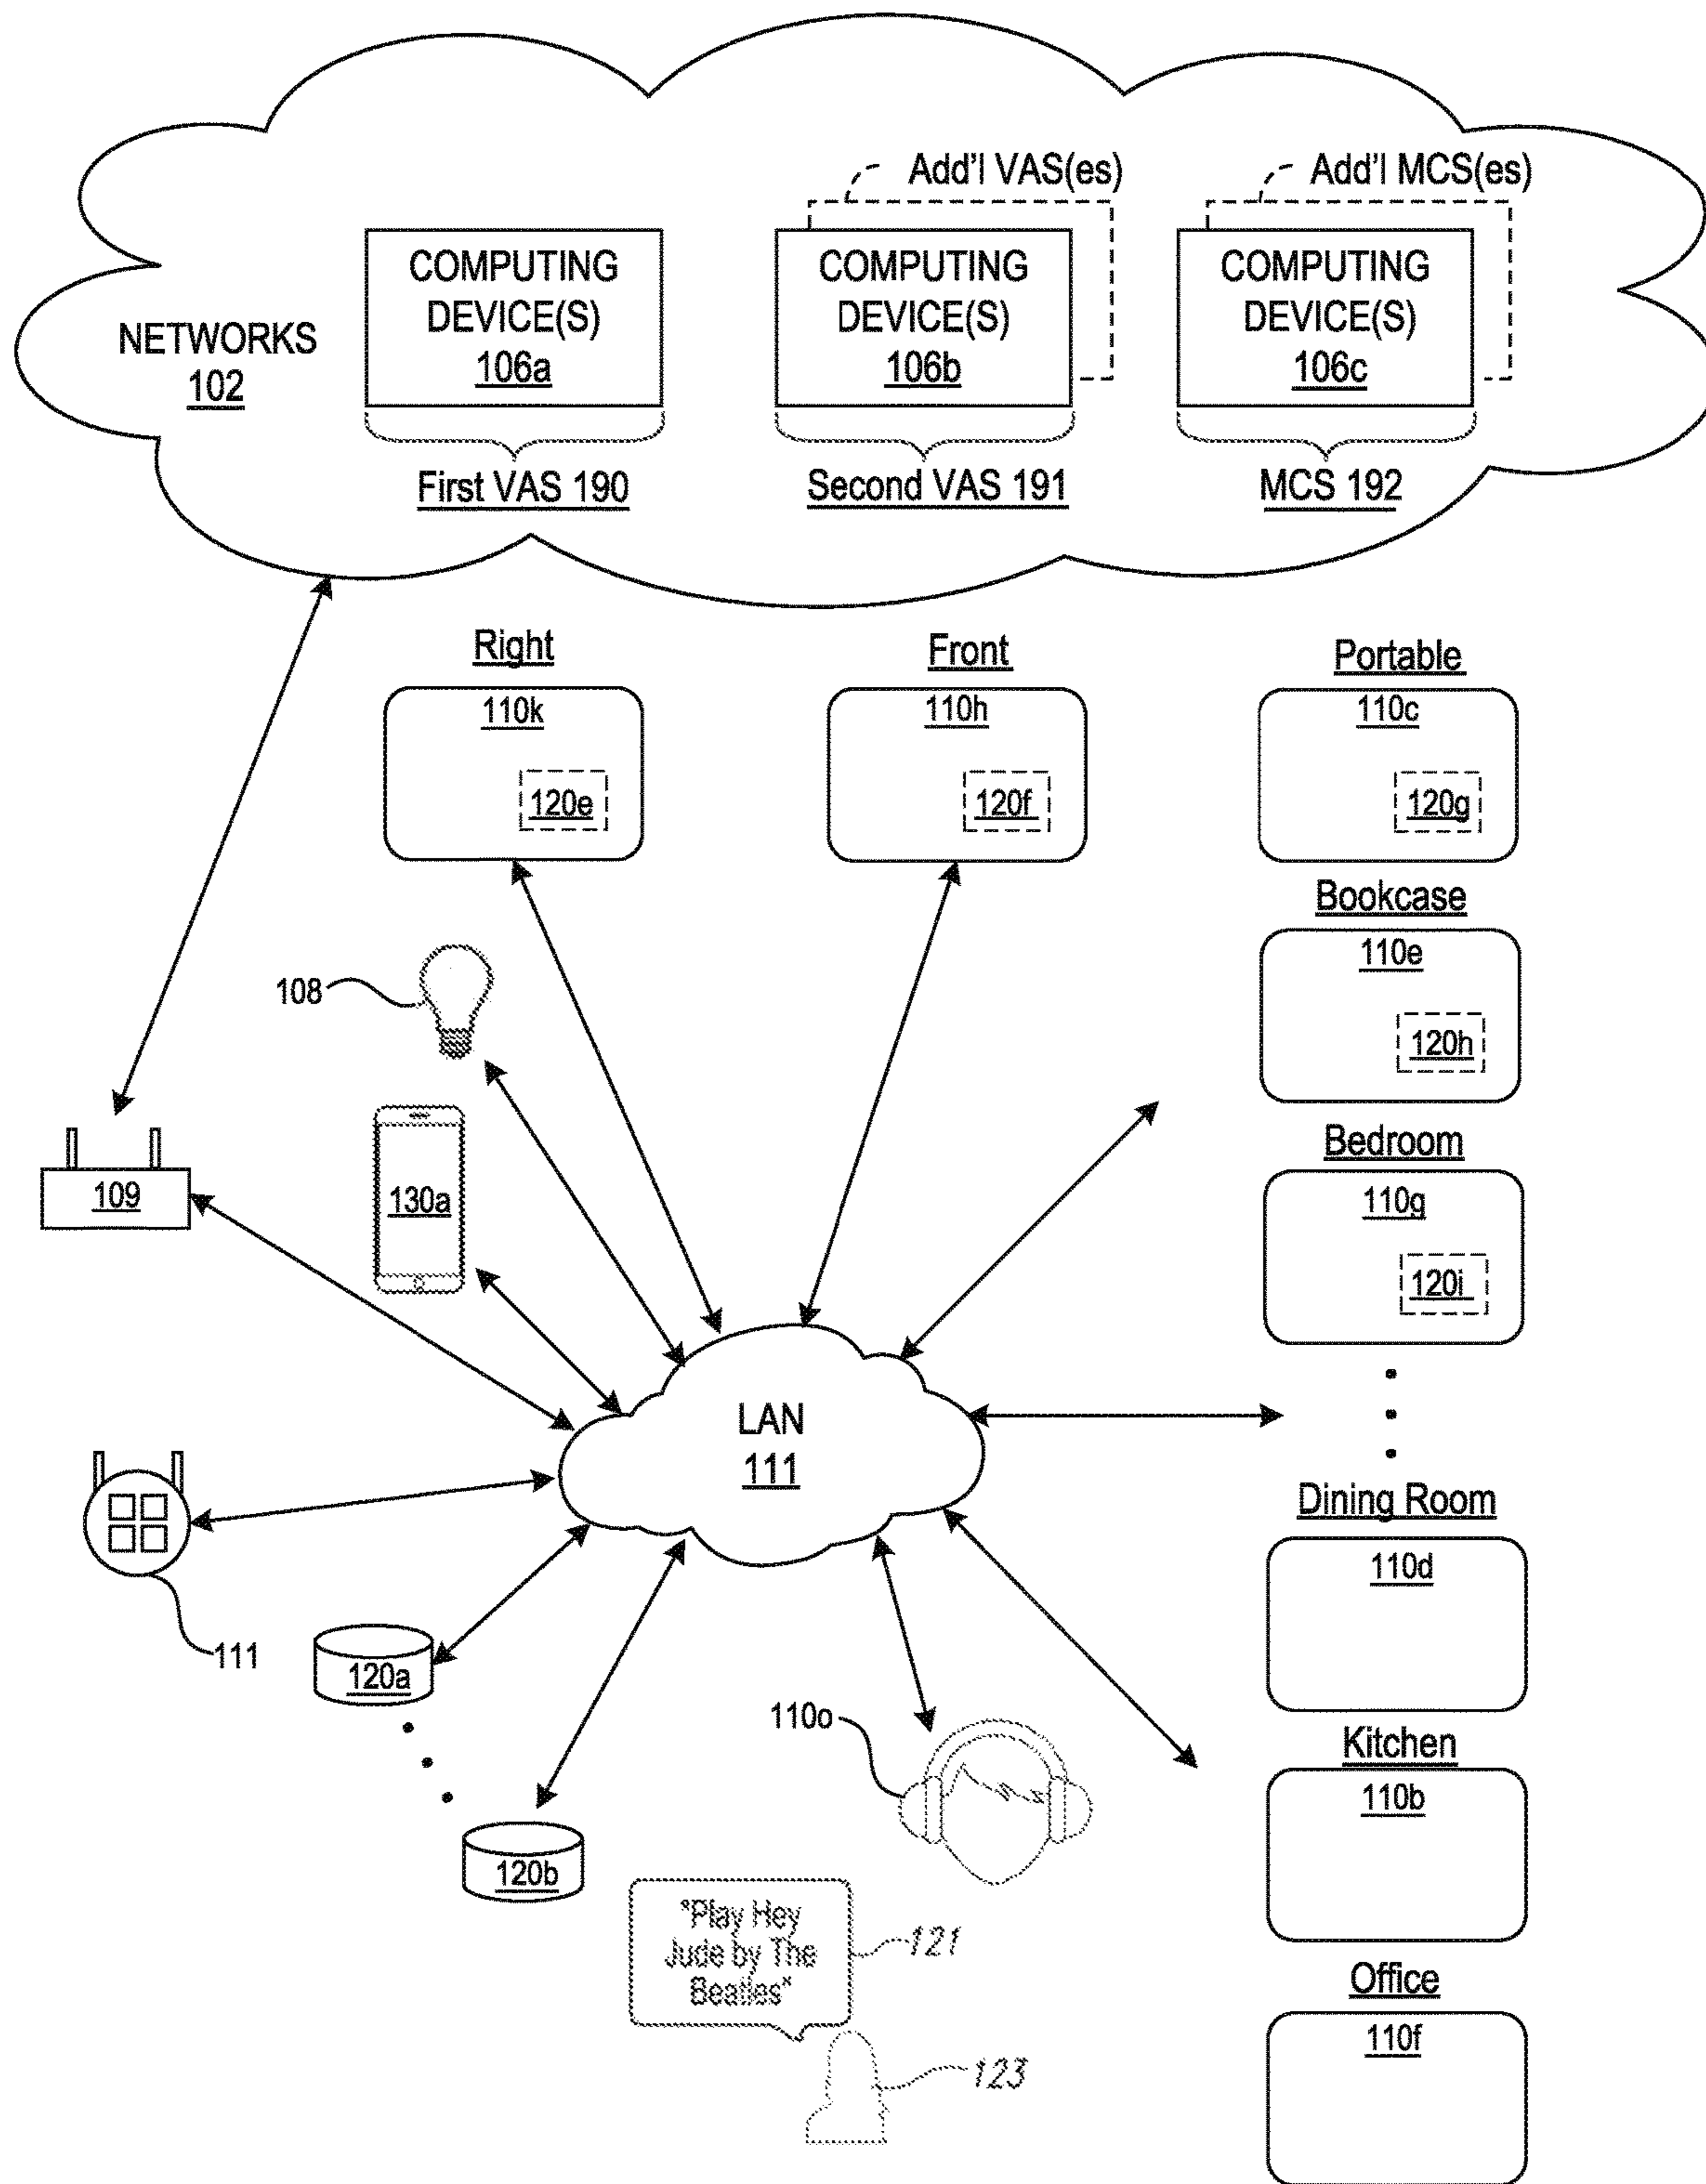 Add'l VAS(es)
Add'l MCS(es)
COMPUTING
DEVICE(S)
106a
COMPUTING
DEVICE(S)
106b
COMPUTING
DEVICE(S)
106c
NETWORKS
102
First VAS 190
Second VAS 191
MCS 192
Right
110k
120e
Front
110h
120f
Portable
110c
120g
Bookcase
110e
120h
108
Bedroom
110g
120i
109
130a
LAN
111
Dining Room
110d
111
120a
110o
Kitchen
110b
120b
"Play Hey
Jude by The
Beatles"
121
123
Office
110f